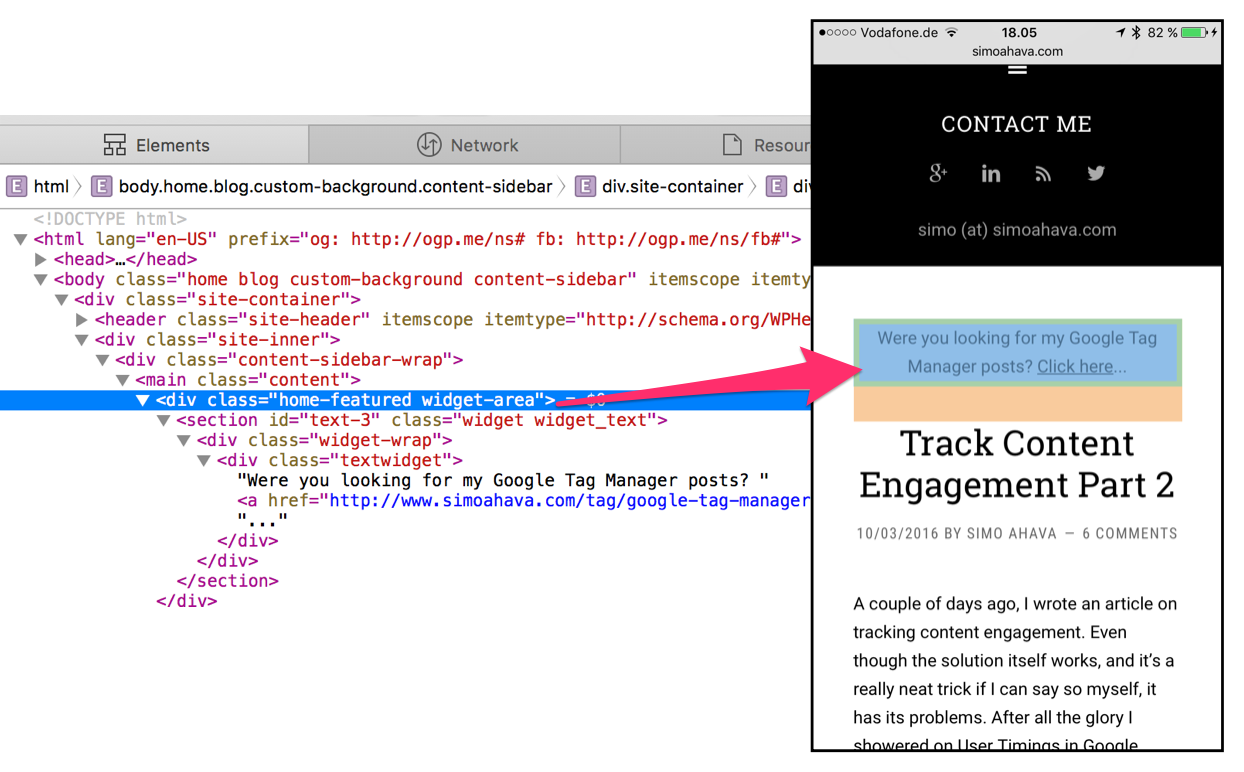 Elements
Network
Resour
E html E body.home.blog.custom-background.content-sidebar E div.site-container E div
<!DOCTYPE html>
<html lang="en-US" prefix="og: http://ogp.me/ns# fb: http://ogp.me/ns/fb#">
<head>…</head>
<body class="home blog custom-background content-sidebar" itemscope itemty
<div class="site-container">
<header class="site-header" itemscope itemtype="http://schema.org/WPHe
<div class="site-inner">
<div class="content-sidebar-wrap">
<main class="content">
<div class="home-featured widget-area"> = $0
<section id="text-3" class="widget widget_text">
<div class="widget-wrap">
<div class="textwidget">
"Were you looking for my Google Tag Manager posts? "
<a href="http://www.simoahava.com/tag/google-tag-manager
"..."
</div>
</div>
</section>
</div>
Vodafone.de 18.05 82 %
simoahava.com
CONTACT ME
g+ in
simo (at) simoahava.com
Were you looking for my Google Tag
Manager posts? Click here...
Track Content
Engagement Part 2
10/03/2016 BY SIMO AHAVA — 6 COMMENTS
A couple of days ago, I wrote an article on
tracking content engagement. Even
though the solution itself works, and it's a
really neat trick if I can say so myself, it
has its problems. After all the glory I
showered on User Timings in Google